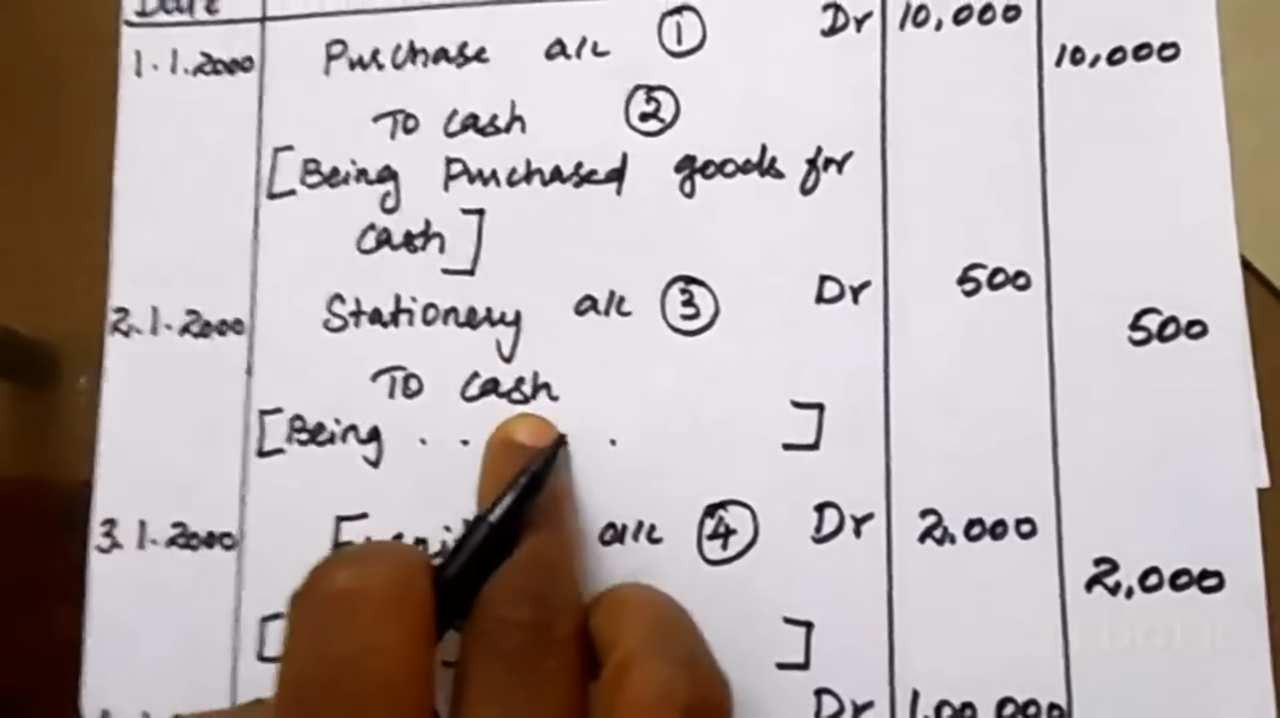 Date
1.1.2000 Purchase a/c ① Dr 10,000
10,000
To cash ②
[Being Purchased goods for
cash]
2.1.2000 Stationery a/c ③ Dr 500
500
To cash
[Being . . . ]
3.1.2000 a/c ④ Dr 2,000
2,000
[ ]
Dr 1,00,000